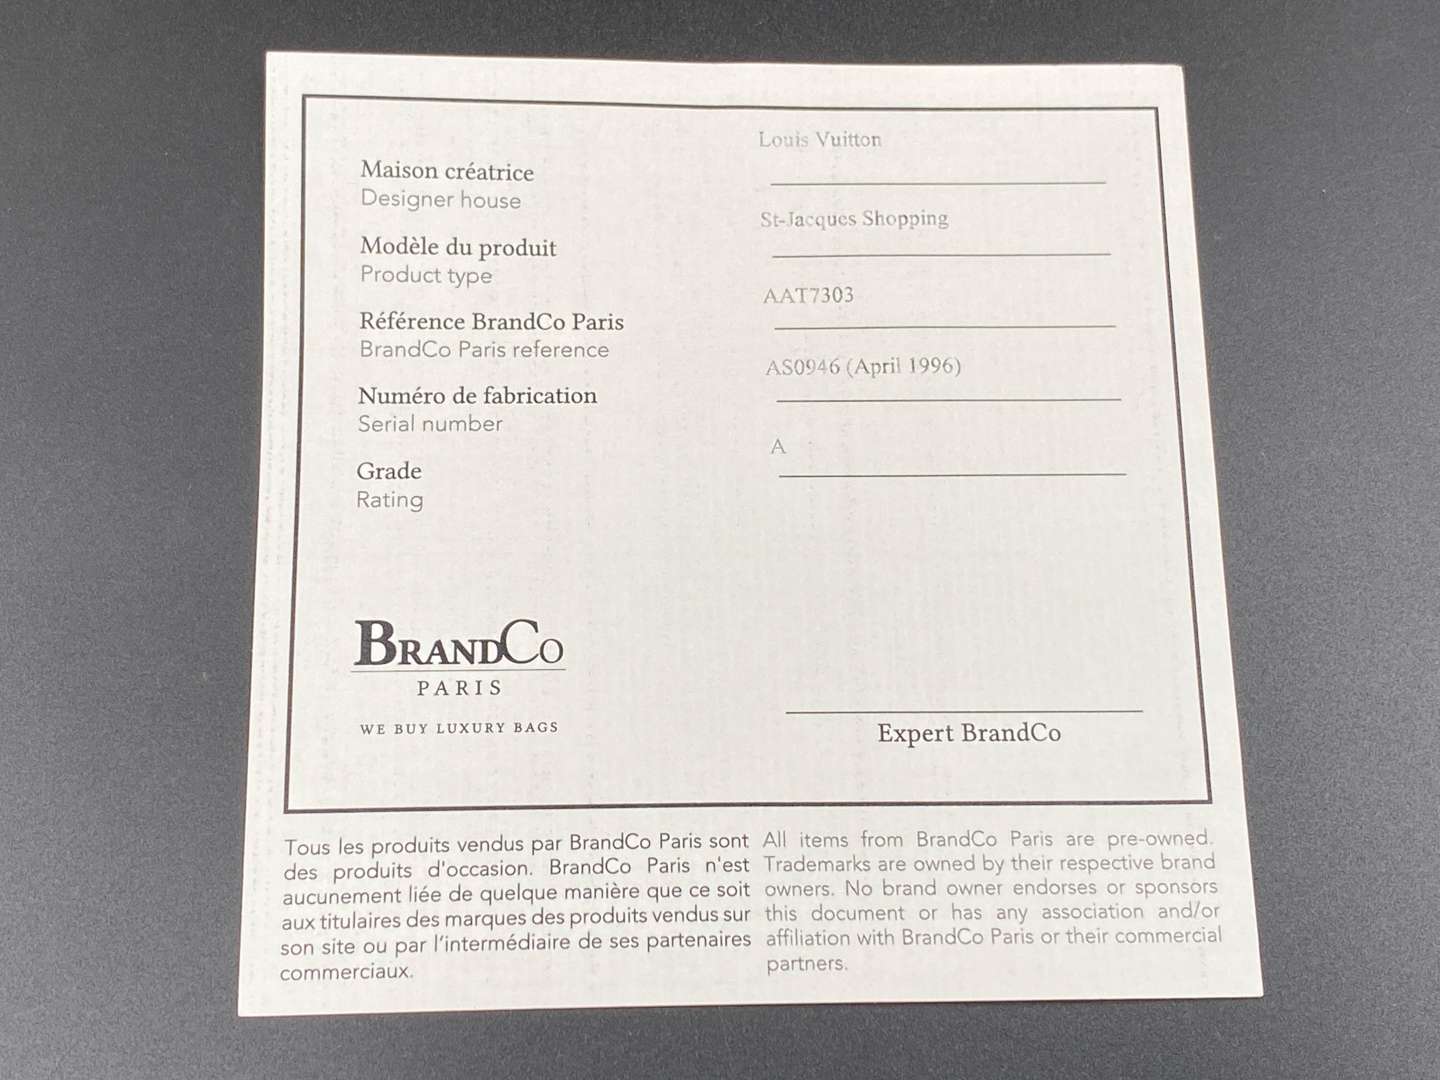 Louis Vuitton
Maison créatrice
Designer house
St-Jacques Shopping
Modèle du produit
Product type
AAT7303
Référence BrandCo Paris
BrandCo Paris reference
AS0946 (April 1996)
Numéro de fabrication
Serial number
A
Grade
Rating
BRANDCO
PARIS
WE BUY LUXURY BAGS
Expert BrandCo
Tous les produits vendus par BrandCo Paris sont
des produits d'occasion. BrandCo Paris n'est
aucunement liée de quelque manière que ce soit
aux titulaires des marques des produits vendus sur
son site ou par l'intermédiaire de ses partenaires
commerciaux.
All items from BrandCo Paris are pre-owned.
Trademarks are owned by their respective brand
owners. No brand owner endorses or sponsors
this document or has any association and/or
affiliation with BrandCo Paris or their commercial
partners.